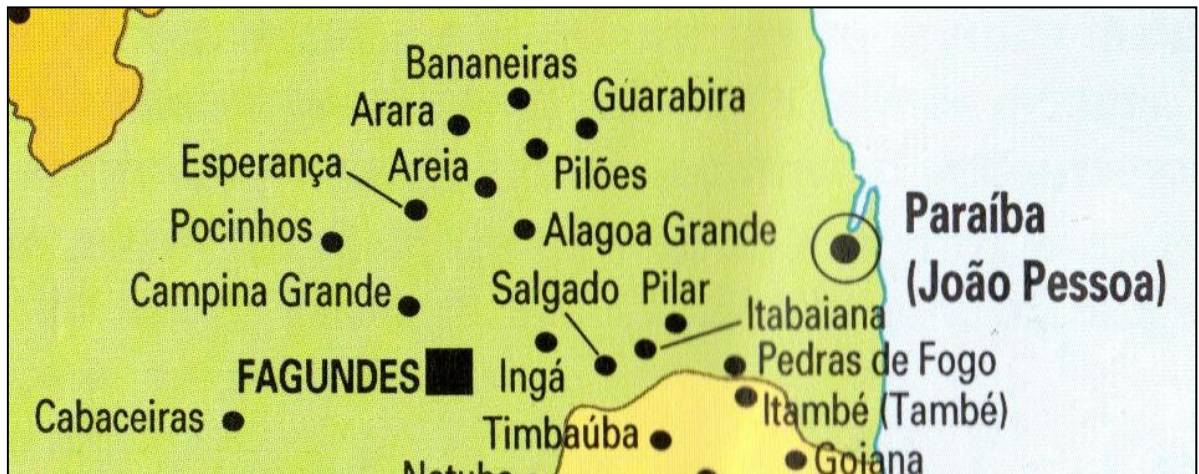 Bananeiras
Guarabira
Arara
Esperança
Areia
Pilões
Pocinhos
Alagoa Grande
Paraíba
(João Pessoa)
Campina Grande
Salgado
Pilar
Itabaiana
FAGUNDES
Ingá
Pedras de Fogo
Cabaceiras
Itambé (També)
Timbaúba
Goiana